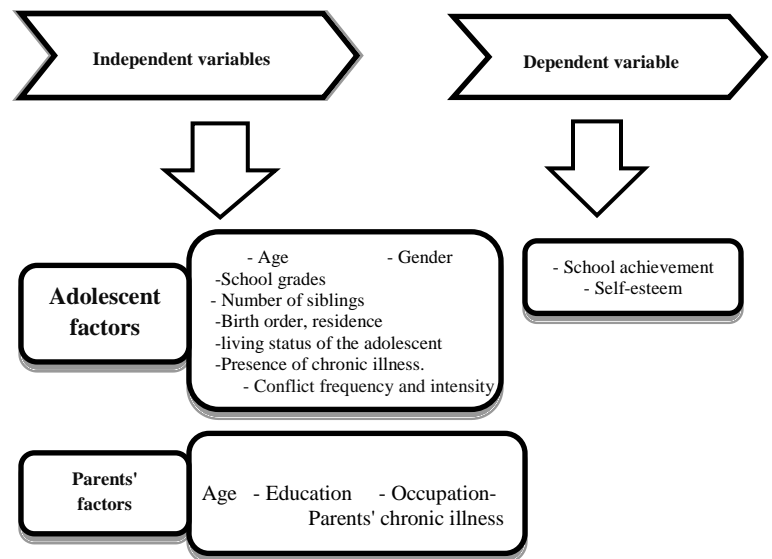 Independent variables
Dependent variable
Adolescent
factors
- Age - Gender
-School grades
- Number of siblings
-Birth order, residence
-living status of the adolescent
-Presence of chronic illness.
- Conflict frequency and intensity
- School achievement
- Self-esteem
Parents'
factors
Age - Education - Occupation-
Parents' chronic illness